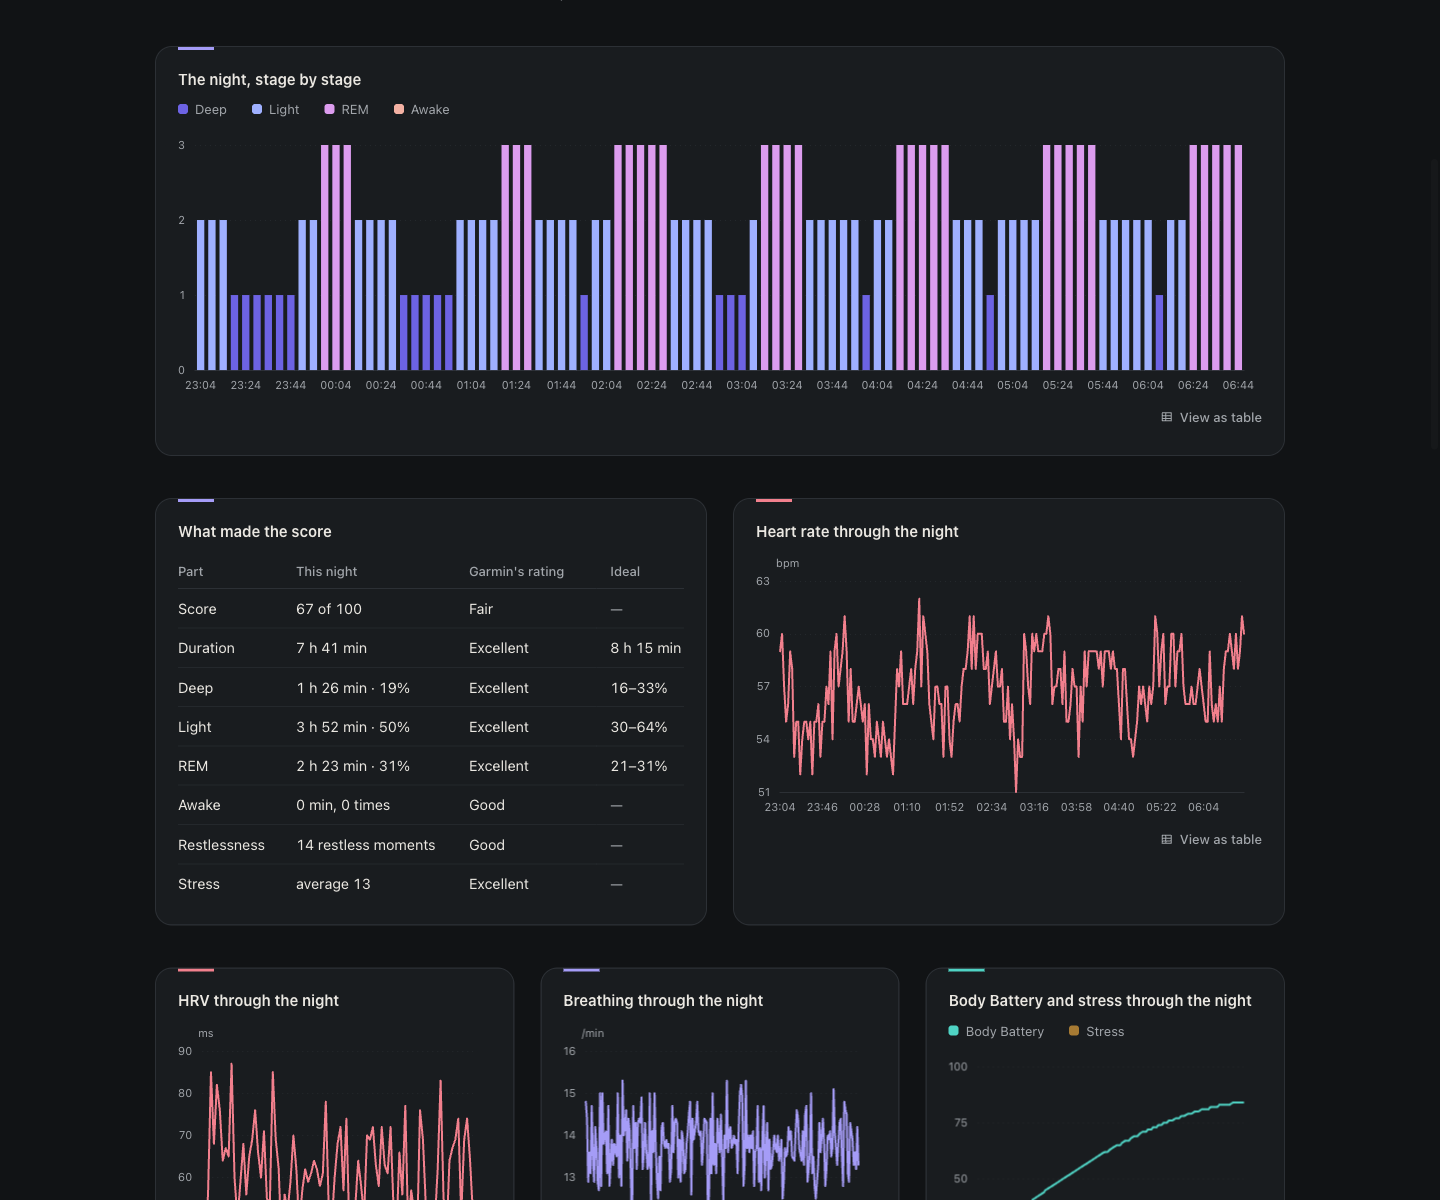 The night, stage by stage
Deep Light REM Awake
3
2
1
0
23:04 23:24 23:44 00:04 00:24 00:44 01:04 01:24 01:44 02:04 02:24 02:44 03:04 03:24 03:44 04:04 04:24 04:44 05:04 05:24 05:44 06:04 06:24 06:44
View as table
What made the score
Part This night Garmin's rating Ideal
Score 67 of 100 Fair —
Duration 7 h 41 min Excellent 8 h 15 min
Deep 1 h 26 min · 19% Excellent 16–33%
Light 3 h 52 min · 50% Excellent 30–64%
REM 2 h 23 min · 31% Excellent 21–31%
Awake 0 min, 0 times Good —
Restlessness 14 restless moments Good —
Stress average 13 Excellent —
Heart rate through the night
bpm
63
60
57
54
51
23:04 23:46 00:28 01:10 01:52 02:34 03:16 03:58 04:40 05:22 06:04
View as table
HRV through the night
ms
90
80
70
60
Breathing through the night
/min
16
15
14
13
Body Battery and stress through the night
Body Battery Stress
100
75
50